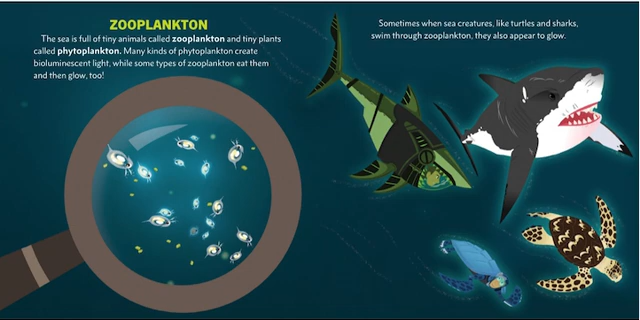 ZOOPLANKTON
The sea is full of tiny animals called zooplankton and tiny plants
called phytoplankton. Many kinds of phytoplankton create
bioluminescent light, while some types of zooplankton eat them
and then glow, too!
Sometimes when sea creatures, like turtles and sharks,
swim through zooplankton, they also appear to glow.